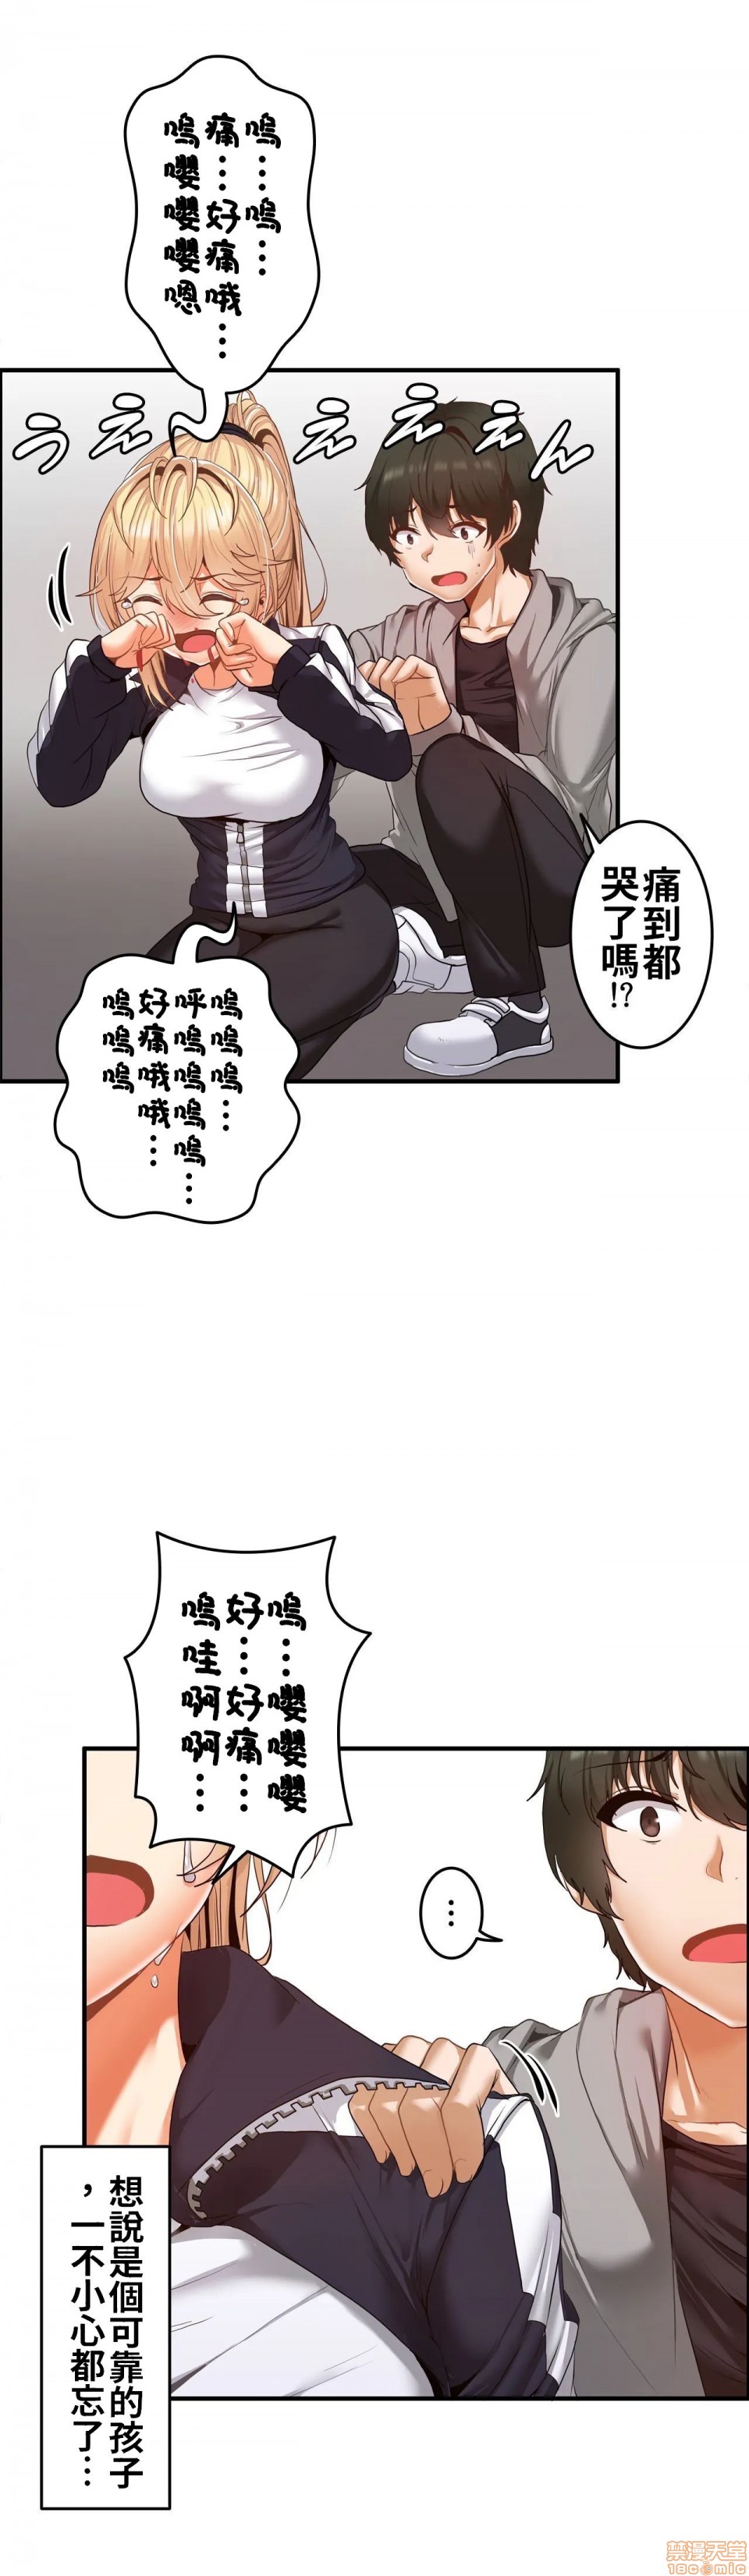 嗚…嗚…
痛…好痛哦…
嗚嚶嚶嚶嗯
うえぇ
えぇぇん
痛到都
哭了嗎!?
嗚嗚嗚…
呼嗚嗚嗚嗚…
好痛哦哦…
嗚嗚嗚
嗚…嚶嚶嚶
好…好痛…
嗚哇啊啊…
…
想說是個可靠的孩子
，一不小心都忘了…
禁漫天堂
18comic